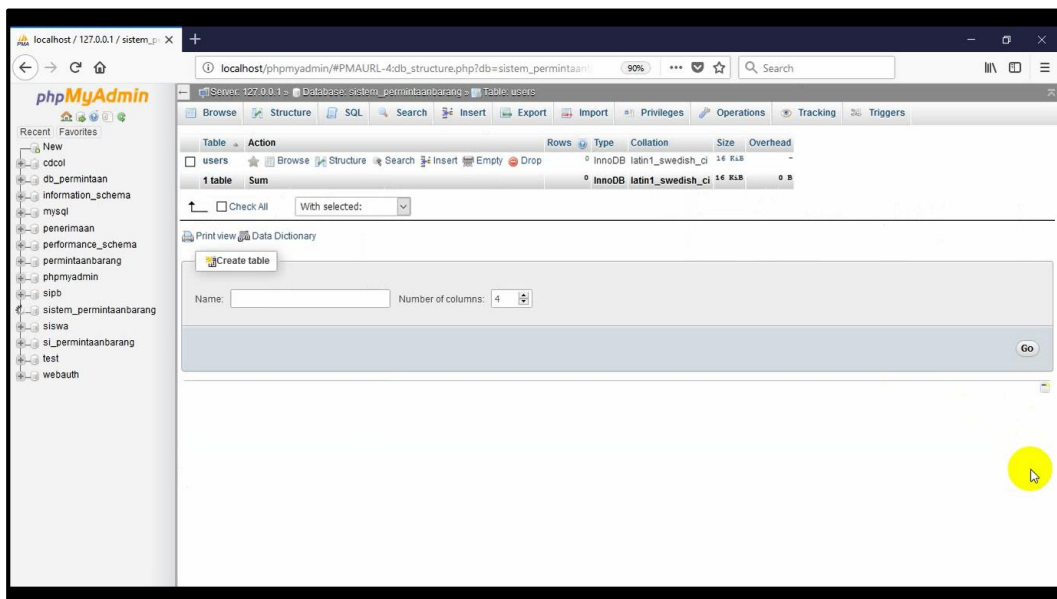 localhost / 127.0.0.1 / sistem_p
localhost/phpmyadmin/#PMAURL-4:db_structure.php?db=sistem_permintaan
90%
Search
phpMyAdmin
Recent Favorites
New
cdcol
db_permintaan
information_schema
mysql
penerimaan
performance_schema
permintaanbarang
phpmyadmin
sipb
sistem_permintaanbarang
siswa
si_permintaanbarang
test
webauth
Server: 127.0.0.1 » Database: sistem_permintaanbarang » Table: users
Browse Structure SQL Search Insert Export Import Privileges Operations Tracking Triggers
Table Action Rows Type Collation Size Overhead
users Browse Structure Search Insert Empty Drop 0 InnoDB latin1_swedish_ci 16 KiB -
1 table Sum 0 InnoDB latin1_swedish_ci 16 KiB 0 B
Check All With selected:
Print view Data Dictionary
Create table
Name: Number of columns: 4
Go